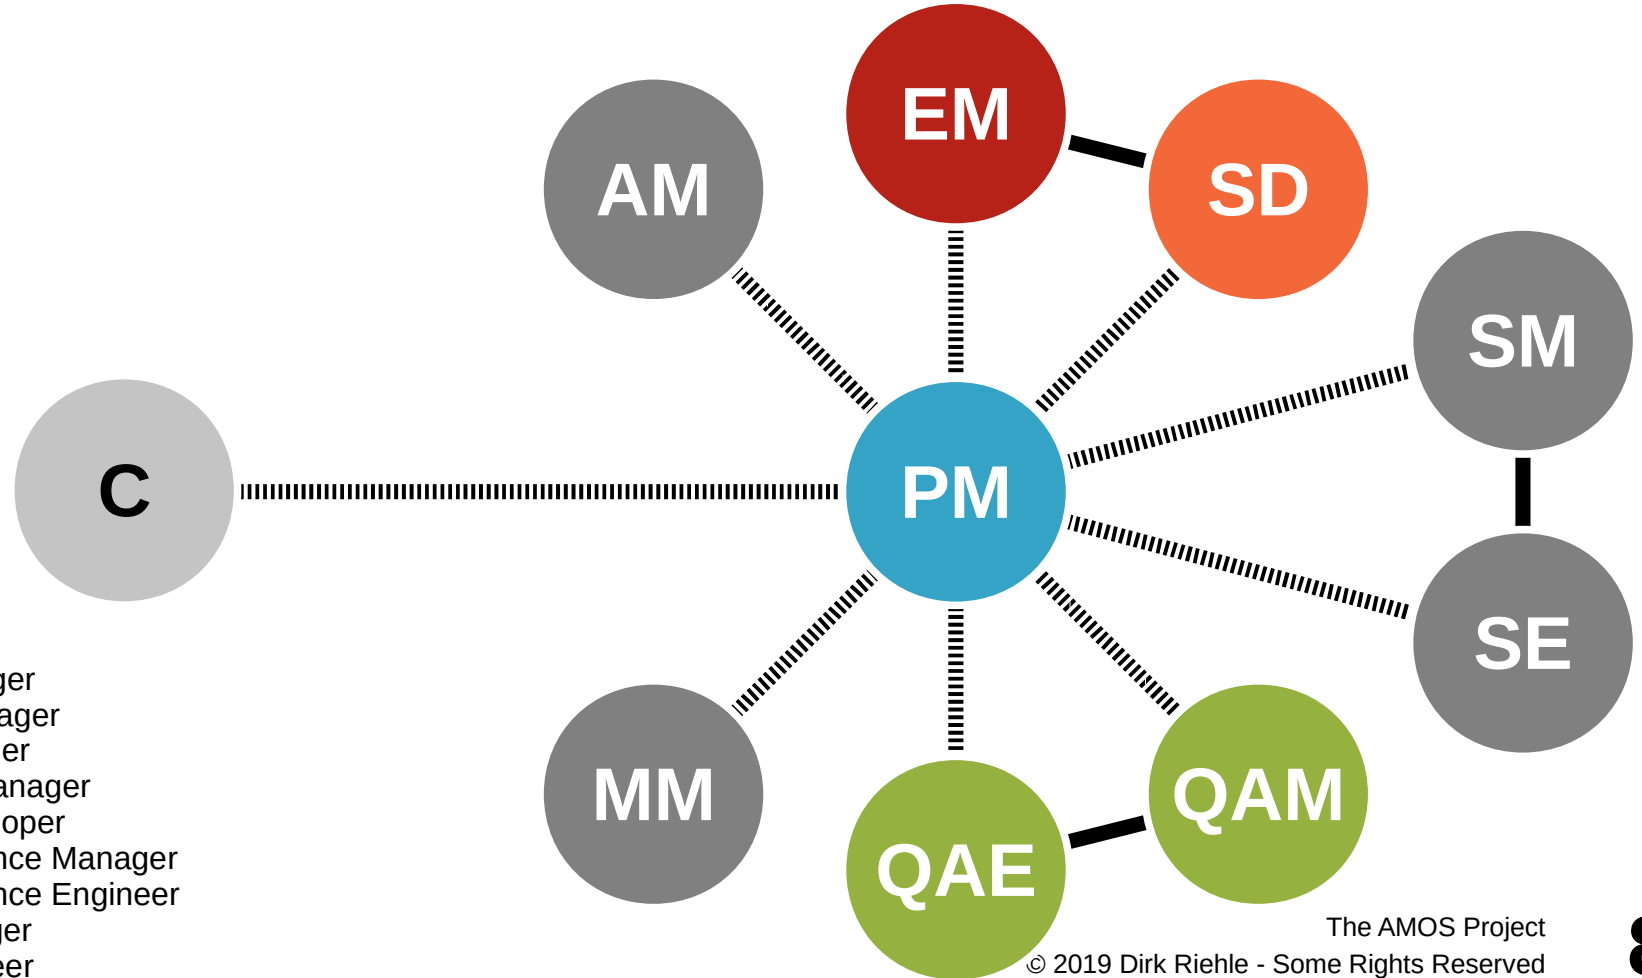 EM
AM
SD
SM
C
PM
SE
MM
QAM
QAE
ger
ager
er
anager
oper
nce Manager
nce Engineer
ger
eer
The AMOS Project
© 2019 Dirk Riehle - Some Rights Reserved